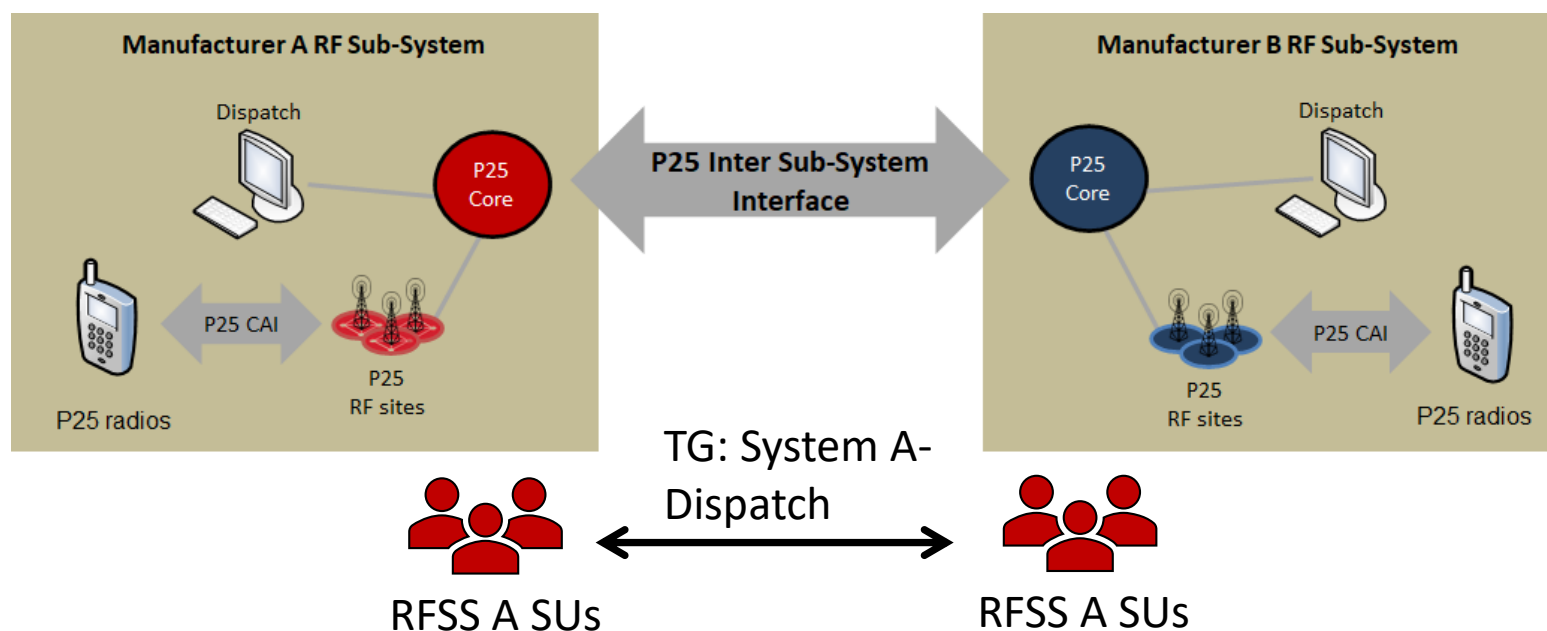 Manufacturer A RF Sub-System
Dispatch
P25
Core
P25 CAI
P25
RF sites
P25 radios
P25 Inter Sub-System
Interface
Manufacturer B RF Sub-System
Dispatch
P25
Core
P25 CAI
P25
RF sites
P25 radios
TG: System A-
Dispatch
RFSS A SUs
RFSS A SUs